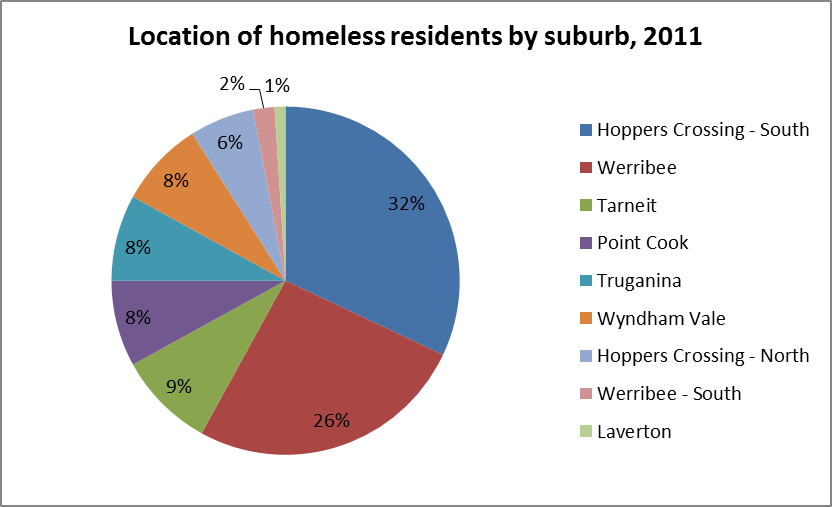 Location of homeless residents by suburb, 2011
2%
1%
6%
8%
32%
8%
8%
9%
26%
Hoppers Crossing - South
Werribee
Tarneit
Point Cook
Truganina
Wyndham Vale
Hoppers Crossing - North
Werribee - South
Laverton